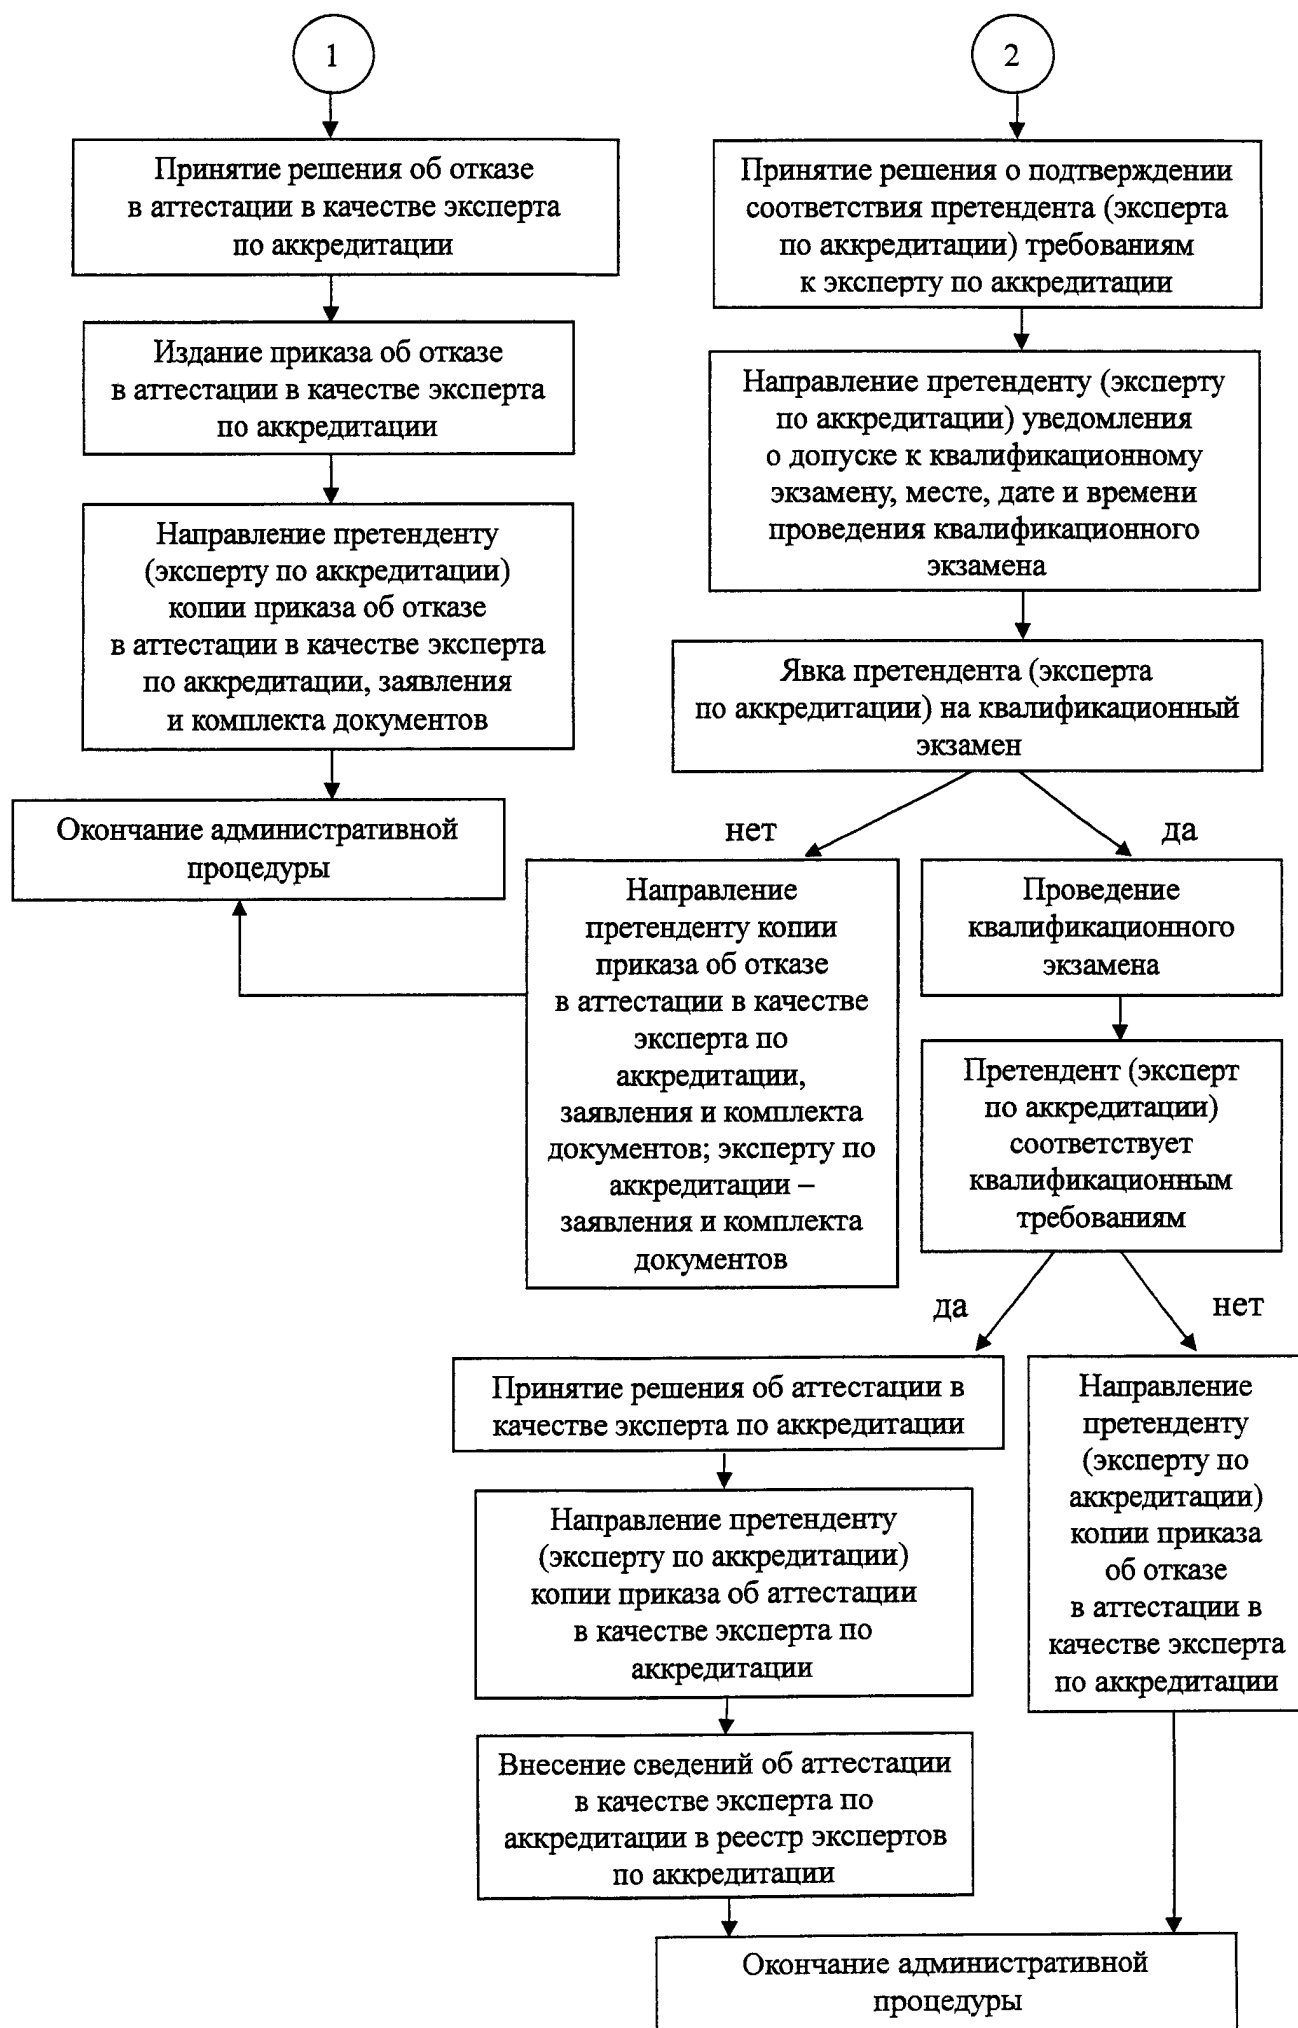 1
Принятие решения об отказе
в аттестации в качестве эксперта
по аккредитации
Издание приказа об отказе
в аттестации в качестве эксперта
по аккредитации
Направление претенденту
(эксперту по аккредитации)
копии приказа об отказе
в аттестации в качестве эксперта
по аккредитации, заявления
и комплекта документов
Окончание административной
процедуры
2
Принятие решения о подтверждении
соответствия претендента (эксперта
по аккредитации) требованиям
к эксперту по аккредитации
Направление претенденту (эксперту
по аккредитации) уведомления
о допуске к квалификационному
экзамену, месте, дате и времени
проведения квалификационного
экзамена
Явка претендента (эксперта
по аккредитации) на квалификационный
экзамен
нет
да
Направление
претенденту копии
приказа об отказе
в аттестации в качестве
эксперта по
аккредитации,
заявления и комплекта
документов; эксперту по
аккредитации –
заявления и комплекта
документов
Проведение
квалификационного
экзамена
Претендент (эксперт
по аккредитации)
соответствует
квалификационным
требованиям
да
нет
Принятие решения об аттестации в
качестве эксперта по аккредитации
Направление претенденту
(эксперту по аккредитации)
копии приказа об аттестации
в качестве эксперта по
аккредитации
Внесение сведений об аттестации
в качестве эксперта по
аккредитации в реестр экспертов
по аккредитации
Направление
претенденту
(эксперту по
аккредитации)
копии приказа
об отказе
в аттестации в
качестве эксперта
по аккредитации
Окончание административной
процедуры